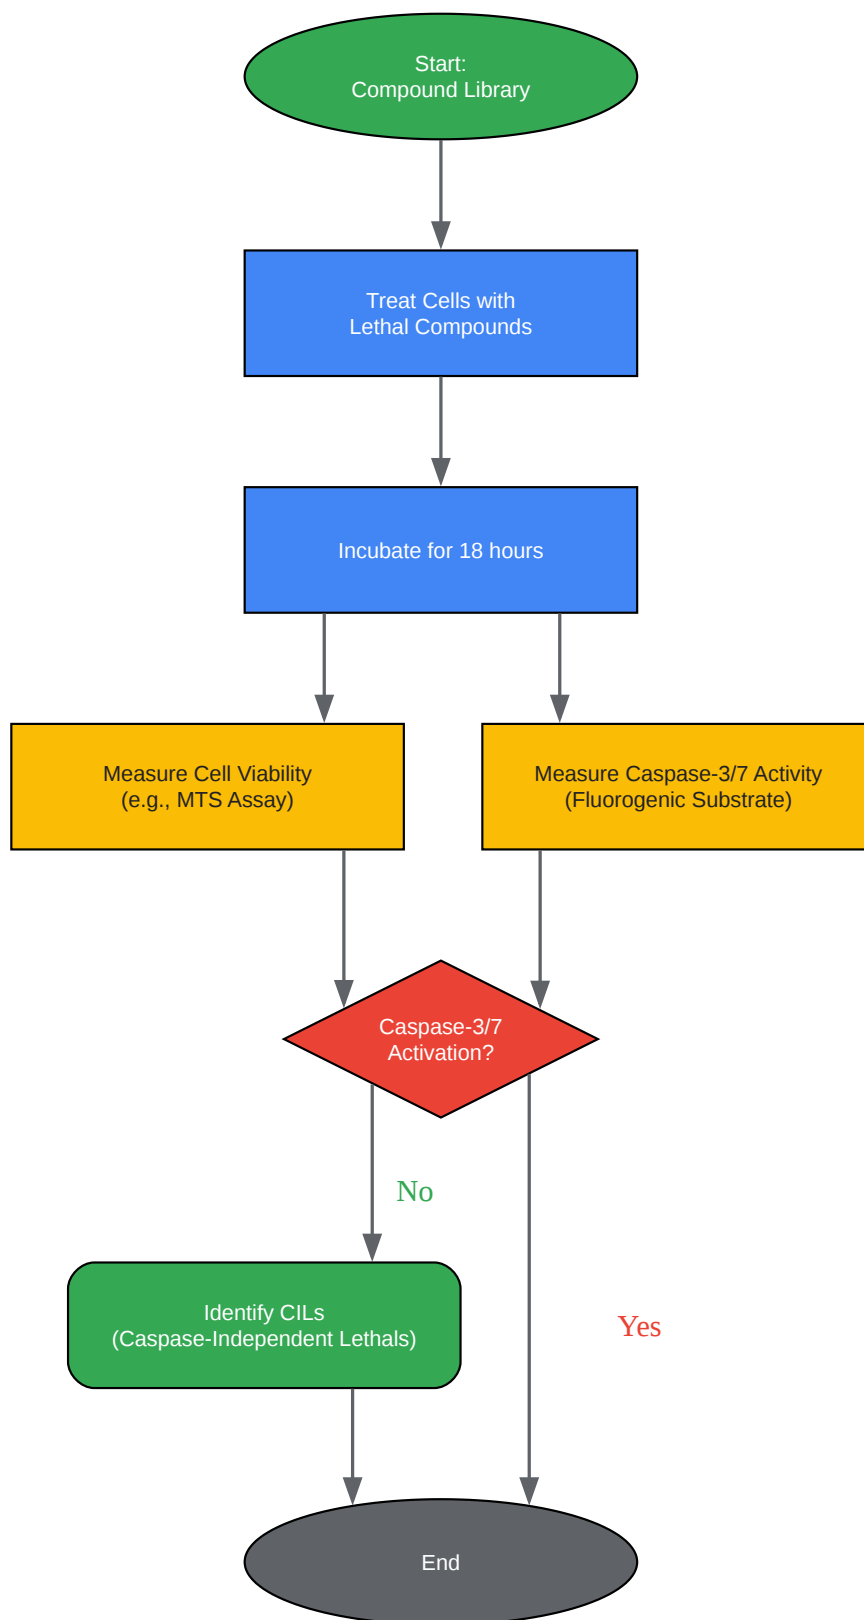 Start:
Compound Library
Treat Cells with
Lethal Compounds
Incubate for 18 hours
Measure Cell Viability
(e.g., MTS Assay)
Measure Caspase-3/7 Activity
(Fluorogenic Substrate)
Caspase-3/7
Activation?
No
Identify CILs
(Caspase-Independent Lethals)
Yes
End